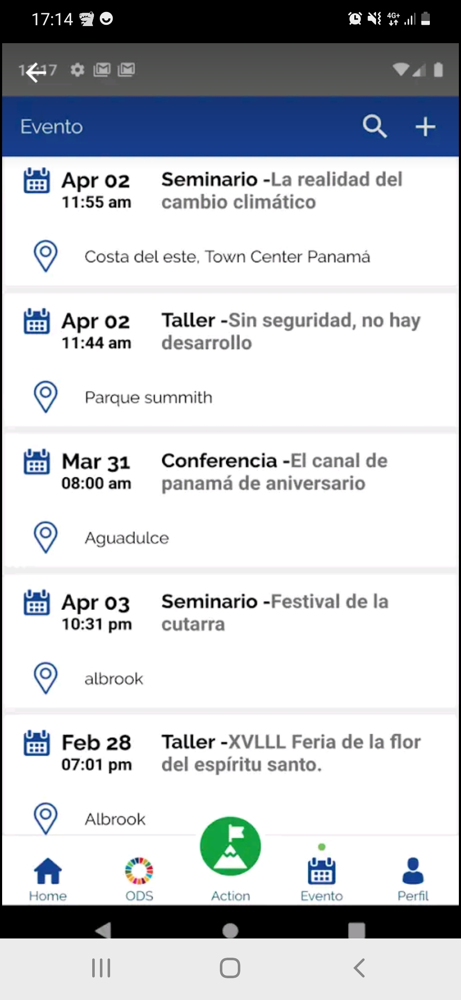 17:14
4G+
Evento
Apr 02
11:55 am
Seminario -La realidad del
cambio climático
Costa del este, Town Center Panamá
Apr 02
11:44 am
Taller -Sin seguridad, no hay
desarrollo
Parque summith
Mar 31
08:00 am
Conferencia -El canal de
panamá de aniversario
Aguadulce
Apr 03
10:31 pm
Seminario -Festival de la
cutarra
albrook
Feb 28
07:01 pm
Taller -XVLLL Feria de la flor
del espíritu santo.
Albrook
Home
ODS
Action
Evento
Perfil